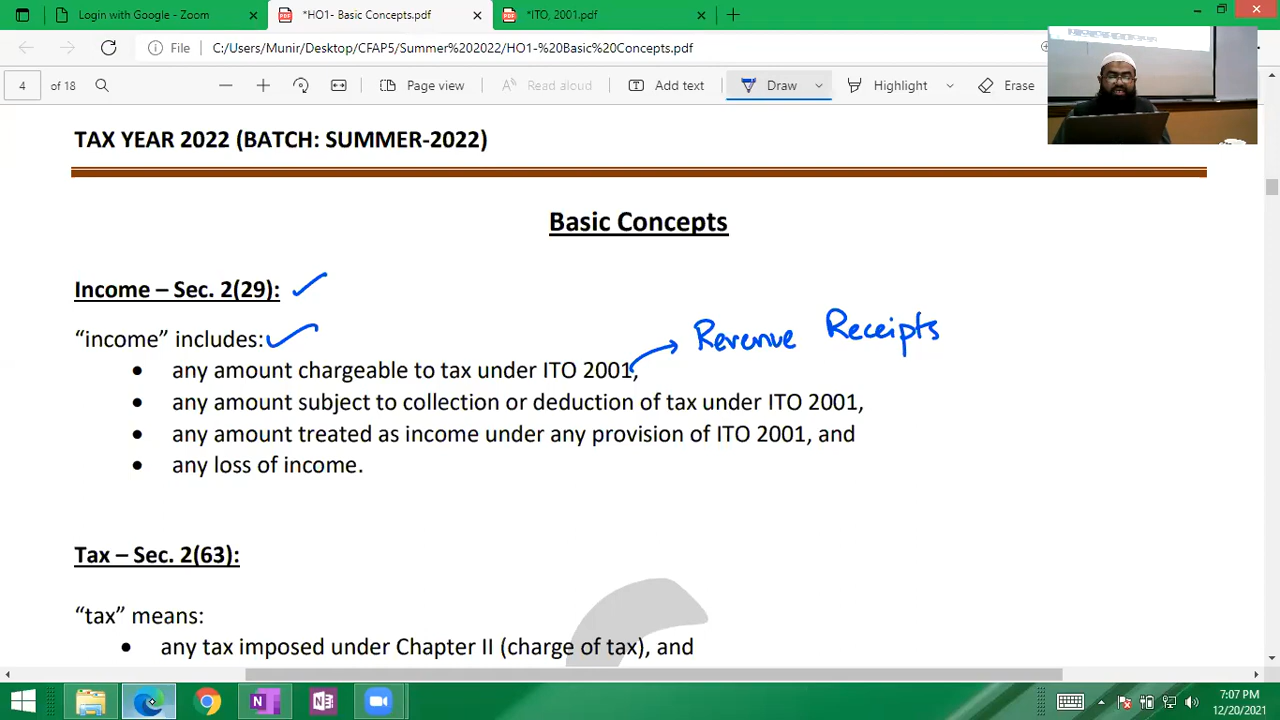 Login with Google - Zoom
*HO1- Basic Concepts.pdf
*ITO, 2001.pdf
File
C:/Users/Munir/Desktop/CFAP5/Summer%202022/HO1-%20Basic%20Concepts.pdf
4 of 18
Page view
Read aloud
Add text
Draw
Highlight
Erase
TAX YEAR 2022 (BATCH: SUMMER-2022)
Basic Concepts
Income – Sec. 2(29):
“income” includes:
Revenue Receipts
• any amount chargeable to tax under ITO 2001,
• any amount subject to collection or deduction of tax under ITO 2001,
• any amount treated as income under any provision of ITO 2001, and
• any loss of income.
Tax – Sec. 2(63):
“tax” means:
• any tax imposed under Chapter II (charge of tax), and
7:07 PM
12/20/2021